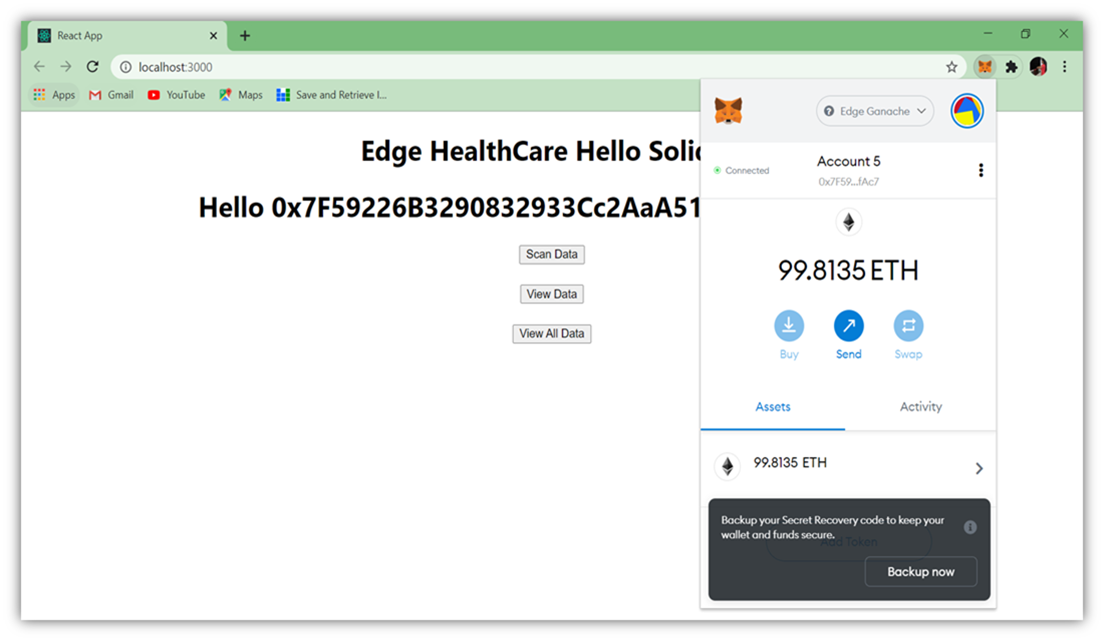 React App
localhost:3000
Apps
Gmail
YouTube
Maps
Save and Retrieve I...
Edge HealthCare Hello
Hello 0x7F59226B3290832933Cc2AaA51
Scan Data
View Data
View All Data
Edge Ganache
Connected
Account 5
0x7F59...fAc7
99.8135 ETH
Buy
Send
Swap
Assets
Activity
99.8135 ETH
Backup your Secret Recovery code to keep your
wallet and funds secure.
Add Token
Backup now